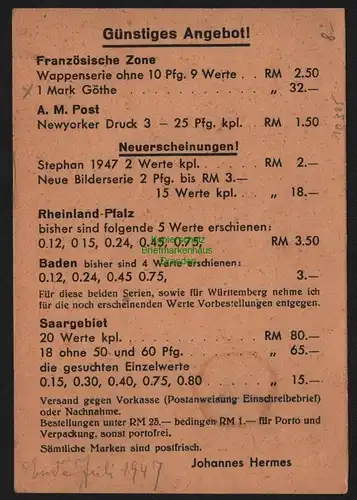 Günstiges Angebot!
Französische Zone
Wappenserie ohne 10 Pfg. 9 Werte . . RM 2.50
1 Mark Göthe . . . . . . . . . „ 32.—
A. M. Post
Newyorker Druck 3 — 25 Pfg. kpl. . RM 1.50
Neuerscheinungen!
Stephan 1947 2 Werte kpl. . . . . RM 2.—
Neue Bilderserie 2 Pfg. bis RM 3.—
15 Werte kpl. . . . „ 18.—
Rheinland-Pfalz
bisher sind folgende 5 Werte erschienen:
0.12, 0 15, 0.24, 0.45, 0.75, RM 3.50
Baden bisher sind 4 Werte erschienen:
0.12, 0.24, 0.45 0.75, 3.—
Für diese beiden Serien, sowie für Württemberg nehme ich
für die noch erscheinenden Werte Vorbestellungen entgegen.
Saargebiet
20 Werte kpl. . . . . . . . . RM 80.—
18 ohne 50 und 60 Pfg. . . . . . „ 65.—
die gesuchten Einzelwerte
0.15, 0.30, 0.40, 0.75, 0.80 . . . . „ 15.—
Versand gegen Vorkasse (Postanweisung Einschreibebrief)
oder Nachnahme.
Bestellungen unter RM 25.— bedingen RM 1.— für Porto und
Verpackung, sonst portofrei.
Sämtliche Marken sind postfrisch.
Johannes Hermes
Ende Juli 1947
Briefmarkenhaus
Dresden